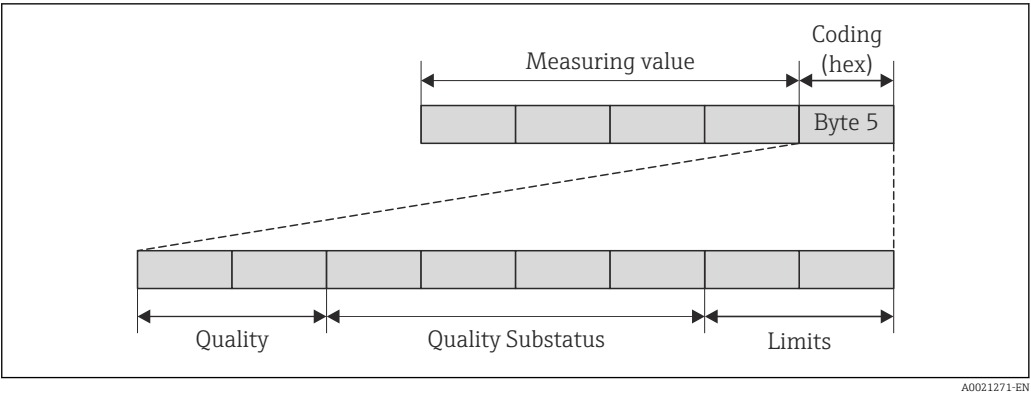 Coding
(hex)
Measuring value
Byte 5
Quality
Quality Substatus
Limits
A0021271-EN